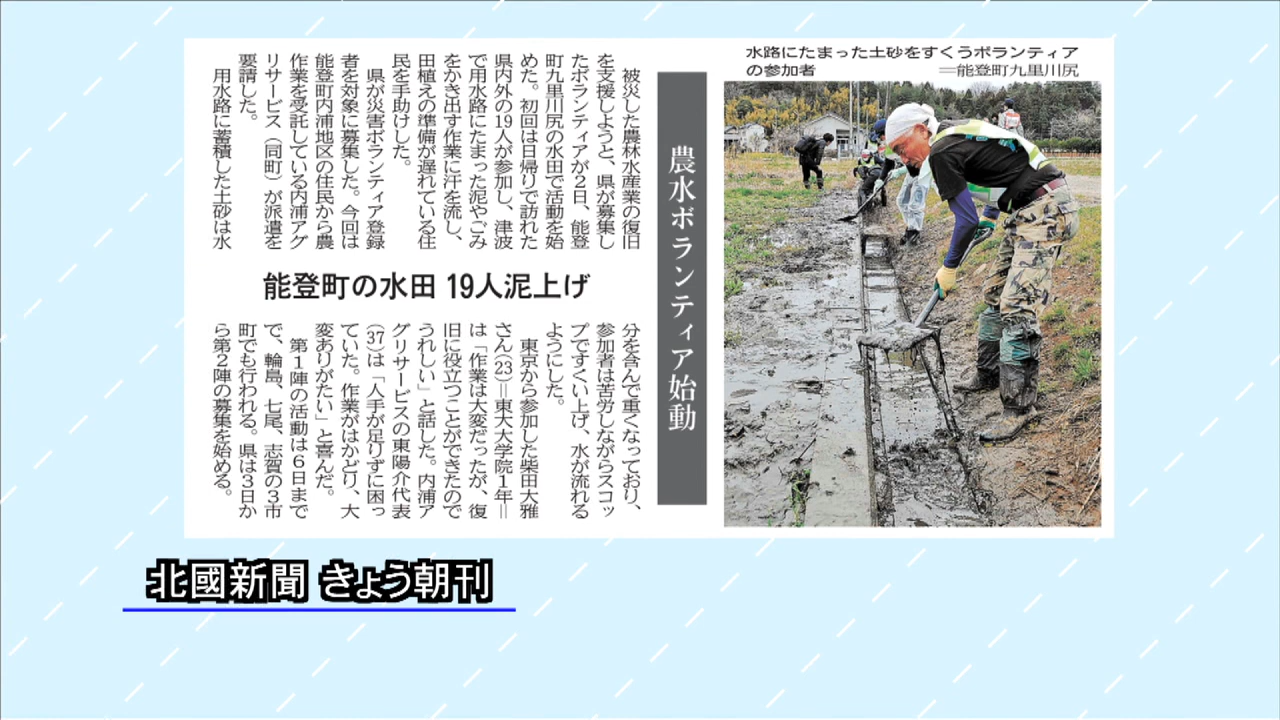 水路にたまった土砂をすくうボランティア
の参加者　＝能登町九里川尻
農水ボランティア始動
能登町の水田 19人泥上げ
被災した農林水産業の復旧
を支援しようと、県が募集し
たボランティアが2日、能登
町九里川尻の水田で活動を始
めた。初回は日帰りで訪れた
県内外の19人が参加し、津波
で用水路にたまった泥やごみ
をかき出す作業に汗を流し、
田植えの準備が遅れている住
民を手助けした。
県が災害ボランティア登録
者を対象に募集した。今回は
能登町内浦地区の住民から農
作業を受託している内浦アグ
リサービス（同町）が派遣を
要請した。
用水路に蓄積した土砂は水
分を含んで重くなっており、
参加者は苦労しながらスコッ
プですくい上げ、水が流れる
ようにした。
東京から参加した柴田大雅
さん(23)＝東大大学院1年＝
は「作業は大変だったが、復
旧に役立つことができたので
うれしい」と話した。内浦ア
グリサービスの東陽介代表
(37)は「人手が足りずに困っ
ていた。作業がはかどり、大
変ありがたい」と喜んだ。
第1陣の活動は6日まで
で、輪島、七尾、志賀の3市
町でも行われる。県は3日か
ら第2陣の募集を始める。
北國新聞 きょう朝刊